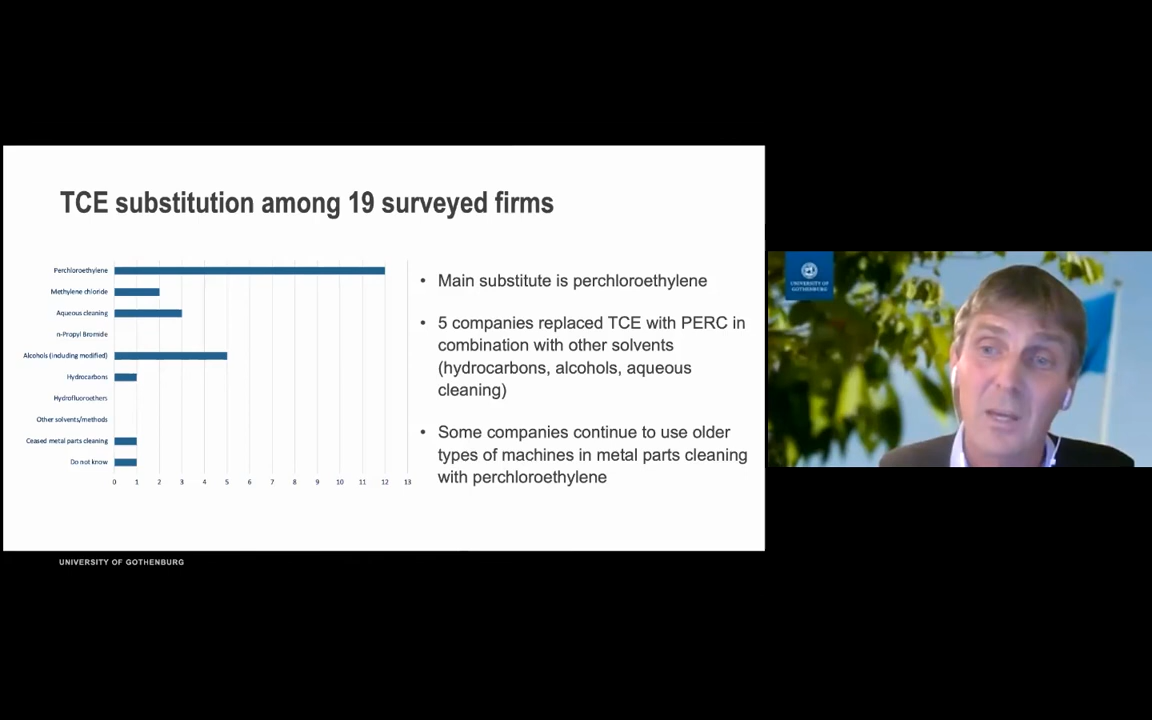 TCE substitution among 19 surveyed firms
Perchloroethylene
Methylene chloride
Aqueous cleaning
n-Propyl Bromide
Alcohols (including modified)
Hydrocarbons
Hydrofluoroethers
Other solvents/methods
Ceased metal parts cleaning
Do not know
0 1 2 3 4 5 6 7 8 9 10 11 12 13
• Main substitute is perchloroethylene
• 5 companies replaced TCE with PERC in
combination with other solvents
(hydrocarbons, alcohols, aqueous
cleaning)
• Some companies continue to use older
types of machines in metal parts cleaning
with perchloroethylene
UNIVERSITY OF GOTHENBURG
UNIVERSITY OF
GOTHENBURG